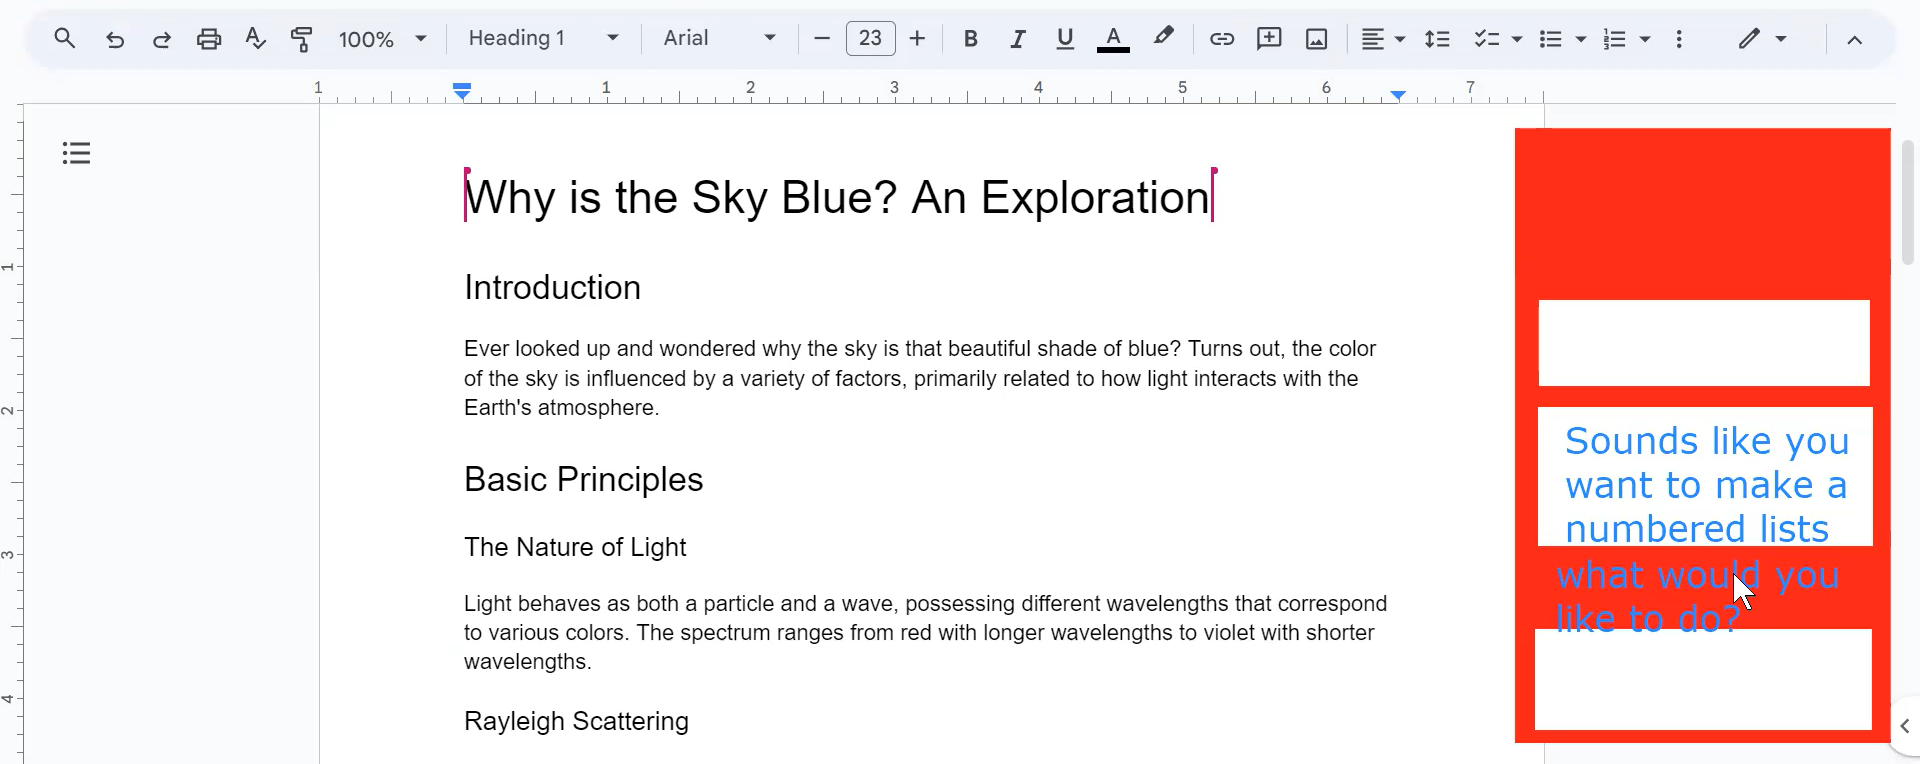 100% Heading 1 Arial 23 B I U A
1 1 2 3 4 5 6 7
Why is the Sky Blue? An Exploration
Introduction
1
Ever looked up and wondered why the sky is that beautiful shade of blue? Turns out, the color
of the sky is influenced by a variety of factors, primarily related to how light interacts with the
Earth's atmosphere.
2
Basic Principles
The Nature of Light
3
Light behaves as both a particle and a wave, possessing different wavelengths that correspond
to various colors. The spectrum ranges from red with longer wavelengths to violet with shorter
wavelengths.
4
Rayleigh Scattering
Sounds like you
want to make a
numbered lists
what would you
like to do?